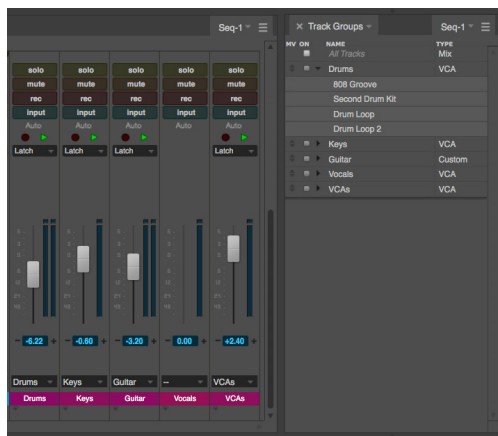 Seq-1
Track Groups
Seq-1
MV ON NAME TYPE
All Tracks Mix
Drums VCA
808 Groove
Second Drum Kit
Drum Loop
Drum Loop 2
Keys VCA
Guitar Custom
Vocals VCA
VCAs VCA
solo solo solo solo solo
mute mute mute mute mute
rec rec rec rec rec
input input input input input
Auto Auto Auto Auto Auto
Latch Latch Latch Latch
- -6.22 + - -0.60 + - -3.20 + - 0.00 + - +2.40 +
Drums Keys Guitar – VCAs
Drums Keys Guitar Vocals VCAs